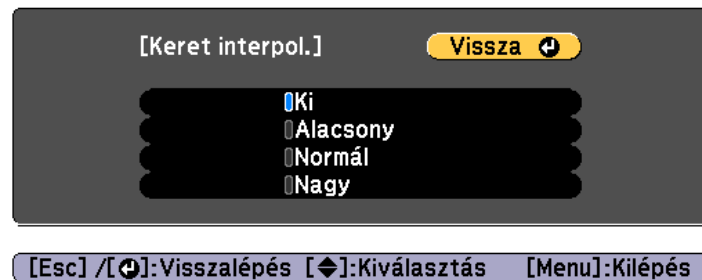 [Keret interpol.] Vissza
Ki
Alacsony
Normál
Nagy
[Esc] /[ ]:Visszalépés [ ]:Kiválasztás [Menu]:Kilépés